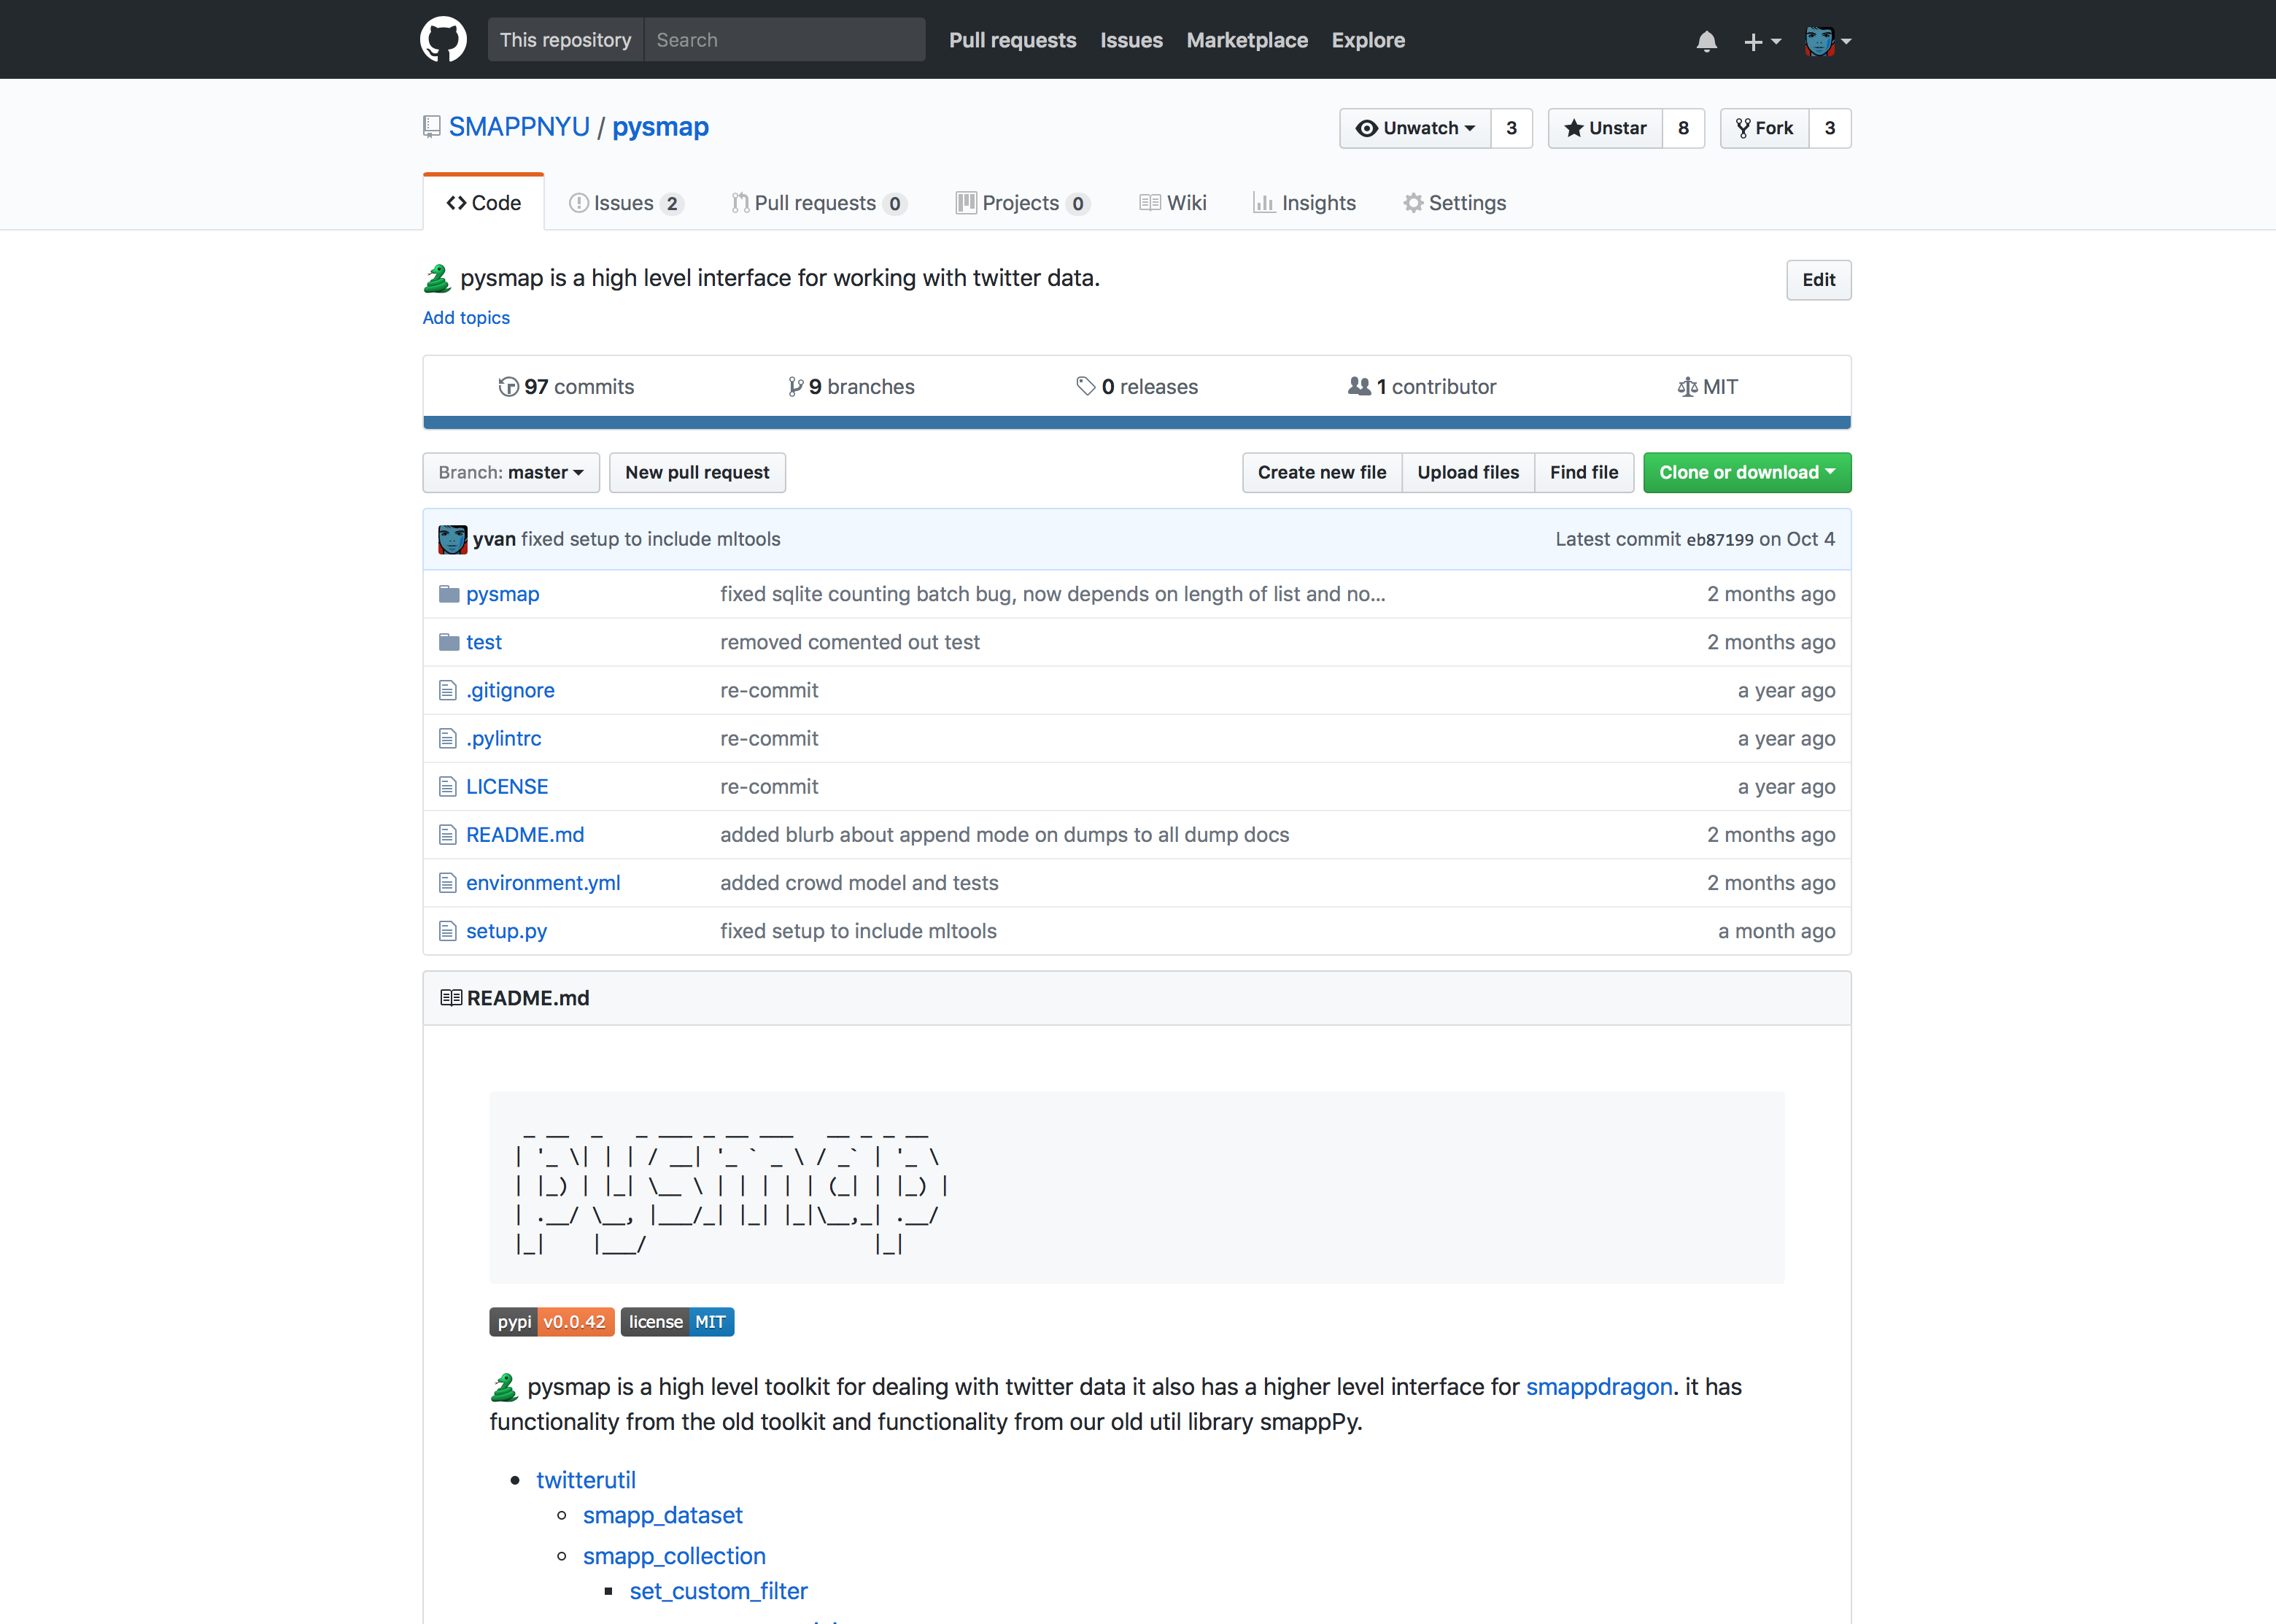 This repository Search Pull requests Issues Marketplace Explore
SMAPPNYU / pysmap Unwatch 3 Unstar 8 Fork 3
Code Issues 2 Pull requests 0 Projects 0 Wiki Insights Settings
pysmap is a high level interface for working with twitter data. Edit
Add topics
97 commits 9 branches 0 releases 1 contributor MIT
Branch: master New pull request Create new file Upload files Find file Clone or download
yvan fixed setup to include mltools Latest commit eb87199 on Oct 4
pysmap fixed sqlite counting batch bug, now depends on length of list and no... 2 months ago
test removed comented out test 2 months ago
.gitignore re-commit a year ago
.pylintrc re-commit a year ago
LICENSE re-commit a year ago
README.md added blurb about append mode on dumps to all dump docs 2 months ago
environment.yml added crowd model and tests 2 months ago
setup.py fixed setup to include mltools a month ago
README.md
pysmap
pypi v0.0.42 license MIT
pysmap is a high level toolkit for dealing with twitter data it also has a higher level interface for smappdragon. it has
functionality from the old toolkit and functionality from our old util library smappPy.
twitterutil
smapp_dataset
smapp_collection
set_custom_filter